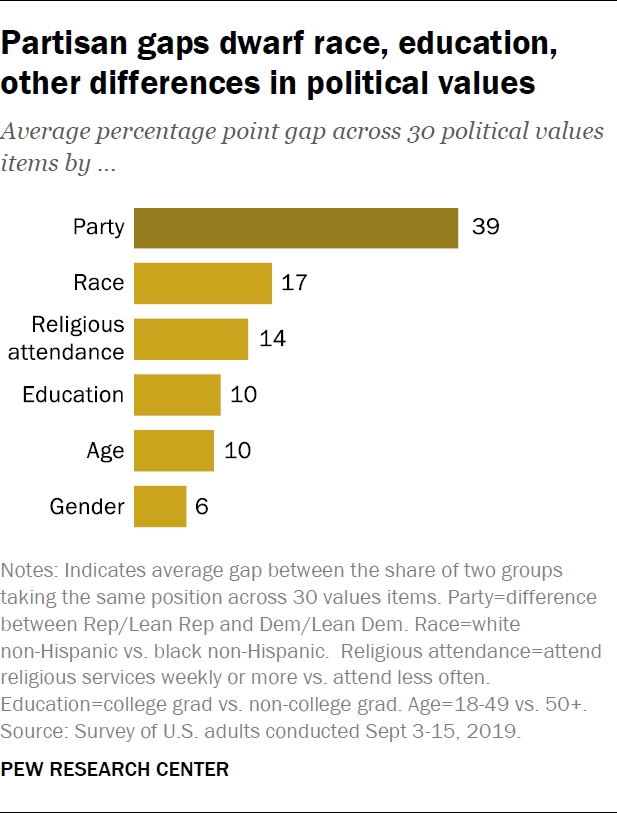 Partisan gaps dwarf race, education,
other differences in political values
Average percentage point gap across 30 political values
items by ...
Party 39
Race 17
Religious
attendance 14
Education 10
Age 10
Gender 6
Notes: Indicates average gap between the share of two groups
taking the same position across 30 values items. Party=difference
between Rep/Lean Rep and Dem/Lean Dem. Race=white
non-Hispanic vs. black non-Hispanic.  Religious attendance=attend
religious services weekly or more vs. attend less often.
Education=college grad vs. non-college grad. Age=18-49 vs. 50+.
Source: Survey of U.S. adults conducted Sept 3-15, 2019.
PEW RESEARCH CENTER